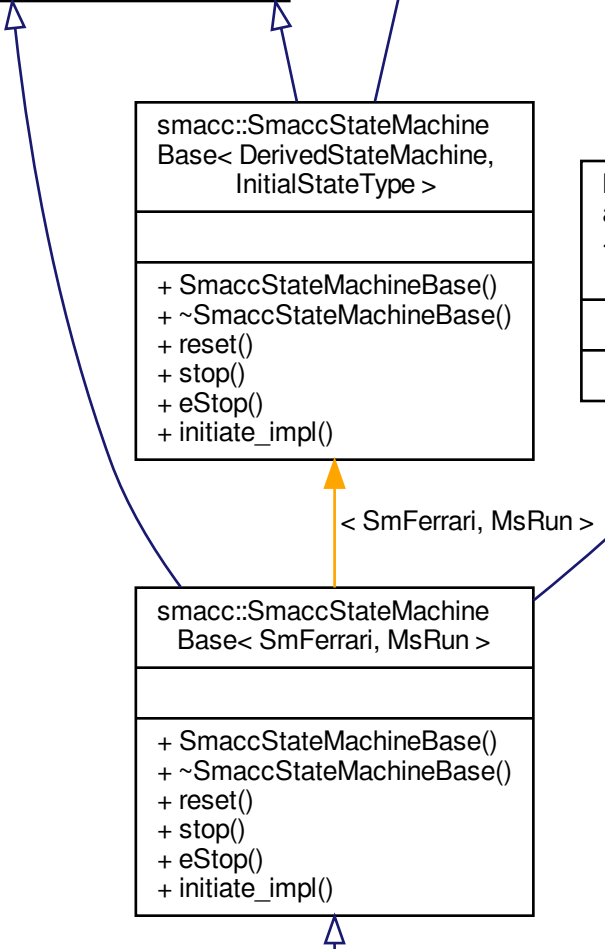 smacc::SmaccStateMachine
Base< DerivedStateMachine,
InitialStateType >
+ SmaccStateMachineBase()
+ ~SmaccStateMachineBase()
+ reset()
+ stop()
+ eStop()
+ initiate_impl()
< SmFerrari, MsRun >
smacc::SmaccStateMachine
Base< SmFerrari, MsRun >
+ SmaccStateMachineBase()
+ ~SmaccStateMachineBase()
+ reset()
+ stop()
+ eStop()
+ initiate_impl()